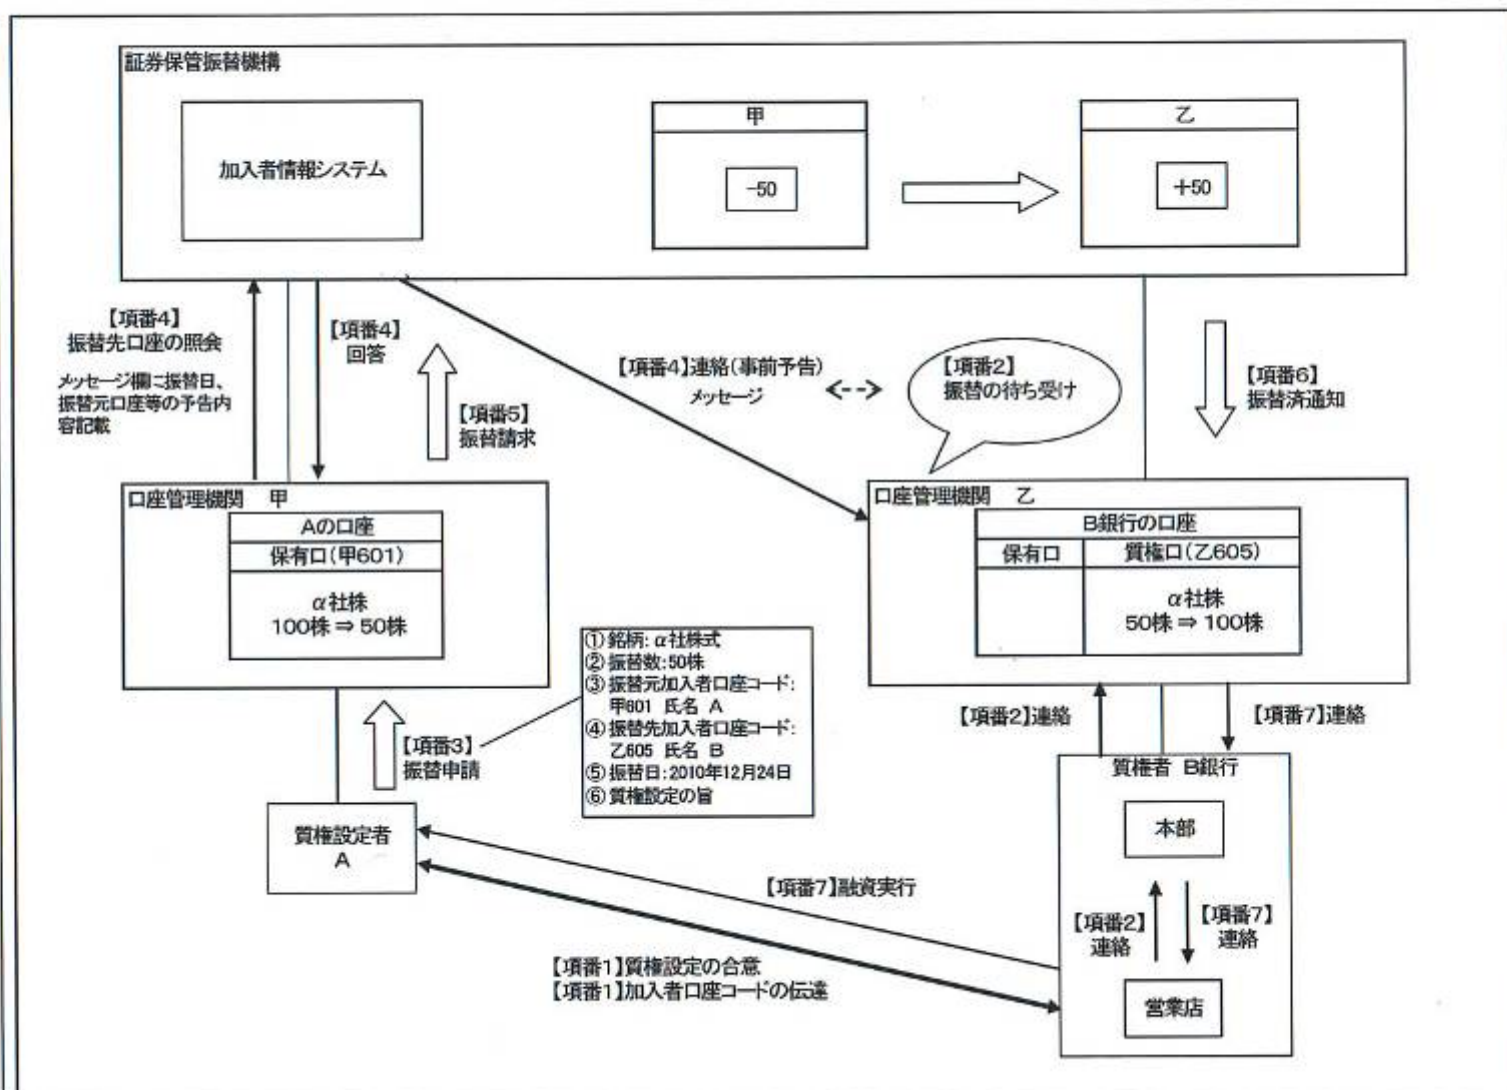 証券保管振替機構
加入者情報システム
甲
-50
乙
+50
【項番4】
振替先口座の照会
メッセージ欄に振替日、
振替元口座等の予告内
容記載
【項番4】
回答
【項番5】
振替請求
【項番4】連絡(事前予告)
メッセージ
【項番2】
振替の待ち受け
【項番6】
振替済通知
口座管理機関 甲
Aの口座
保有口(甲601)
α社株
100株 ⇒ 50株
口座管理機関 乙
B銀行の口座
保有口
質権口(乙605)
α社株
50株 ⇒ 100株
① 銘柄: α社株式
② 振替数:50株
③ 振替元加入者口座コード:
甲601 氏名 A
④ 振替先加入者口座コード:
乙605 氏名 B
⑤ 振替日:2010年12月24日
⑥ 質権設定の旨
【項番3】
振替申請
【項番2】連絡
【項番7】連絡
質権設定者
A
質権者 B銀行
本部
【項番2】
連絡
【項番7】
連絡
営業店
【項番7】融資実行
【項番1】質権設定の合意
【項番1】加入者口座コードの伝達